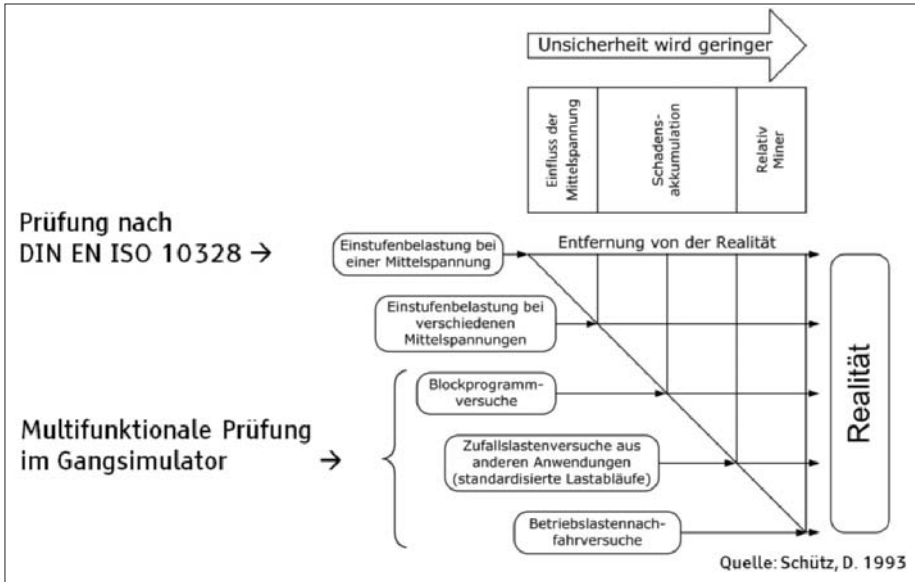 Unsicherheit wird geringer
Einfluss der
Mittelspannung
Schadens-
akkumulation
Relativ
Miner
Prüfung nach
DIN EN ISO 10328 →
Einstufenbelastung bei
einer Mittelspannung
Entfernung von der Realität
Einstufenbelastung bei
verschiedenen
Mittelspannungen
Blockprogramm-
versuche
Multifunktionale Prüfung
im Gangsimulator →
Zufallslastenversuche aus
anderen Anwendungen
(standardisierte Lastabläufe)
Betriebslastennach-
fahrversuche
Realität
Quelle: Schütz, D. 1993